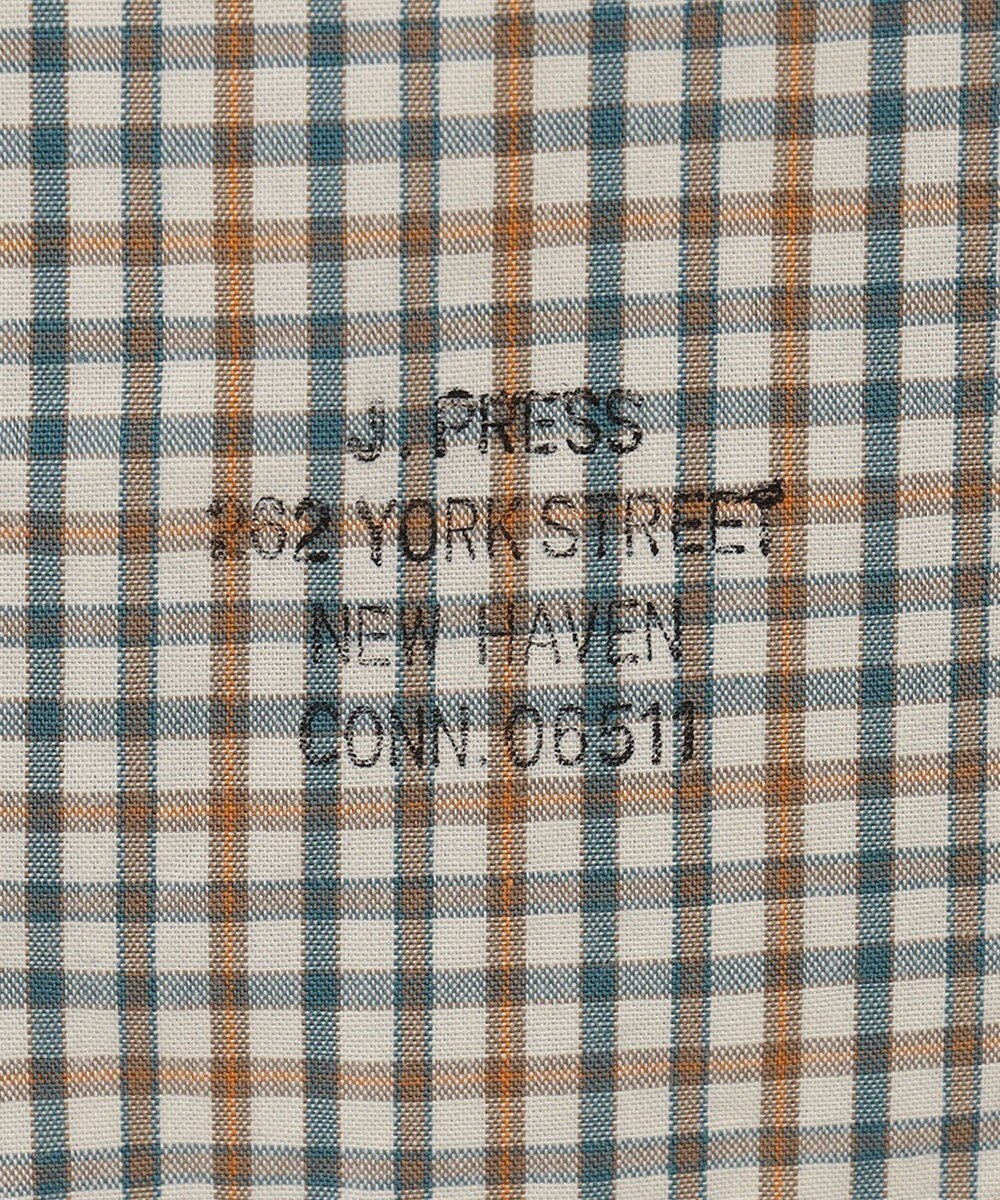 J. PRESS
262 YORK STREET
NEW HAVEN
CONN. 06511